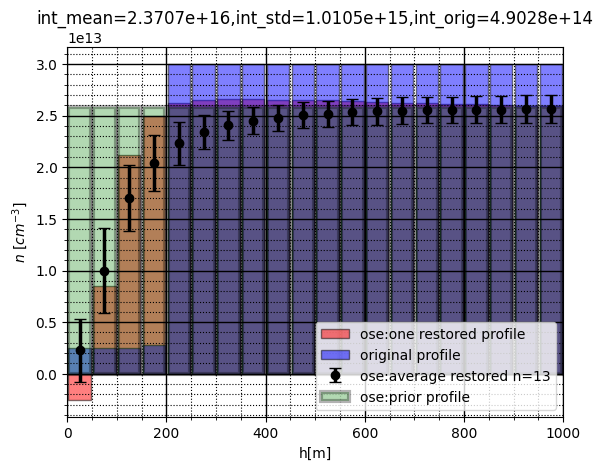 int_mean=2.3707e+16,int_std=1.0105e+15,int_orig=4.9028e+14
1e13
3.0
2.5
2.0
1.5
1.0
0.5
0.0
n [cm⁻³]
ose:one restored profile
original profile
ose:average restored n=13
ose:prior profile
0 200 400 600 800 1000
h[m]